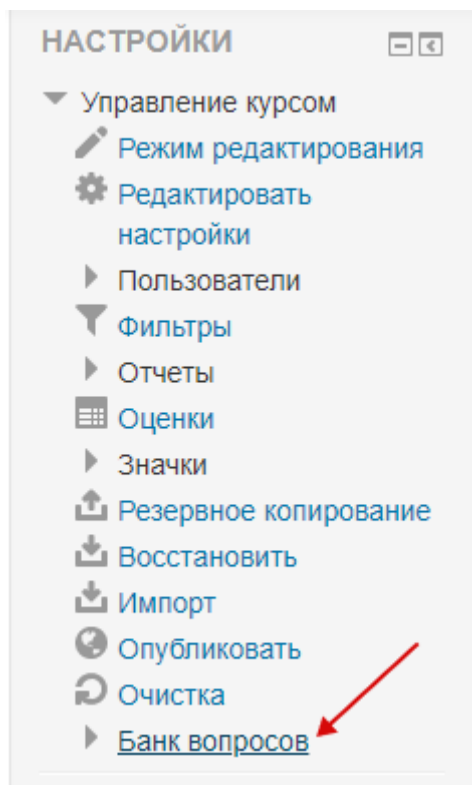 НАСТРОЙКИ
Управление курсом
Режим редактирования
Редактировать
настройки
Пользователи
Фильтры
Отчеты
Оценки
Значки
Резервное копирование
Восстановить
Импорт
Опубликовать
Очистка
Банк вопросов